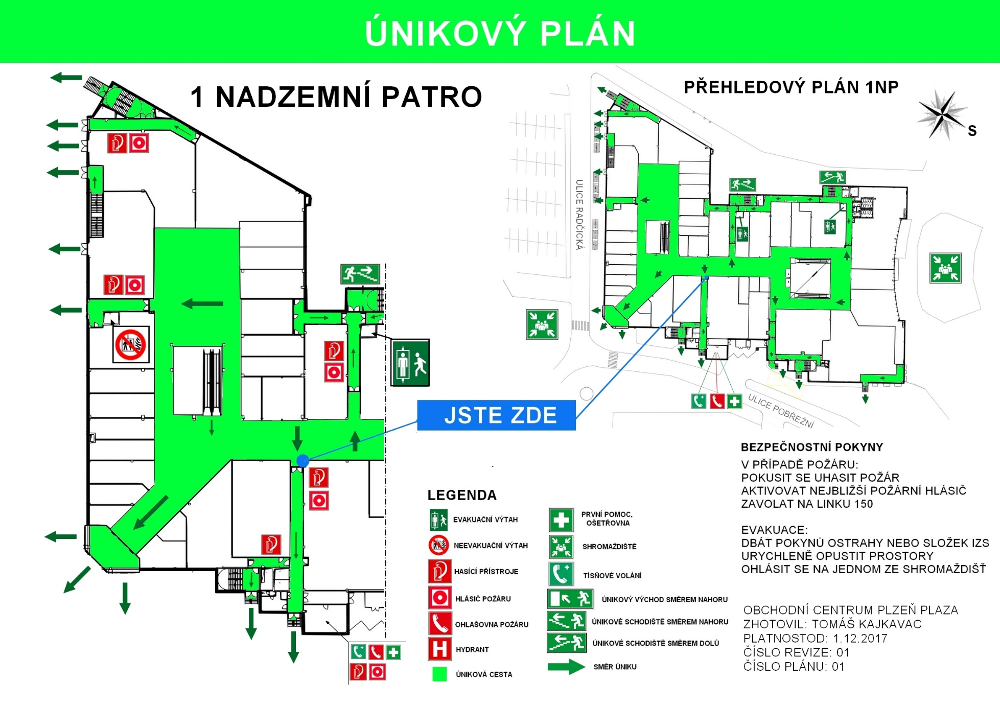 ÚNIKOVÝ PLÁN
1 NADZEMNÍ PATRO
PŘEHLEDOVÝ PLÁN 1NP
S
ULICE RADČICKÁ
ULICE POBŘEŽNÍ
JSTE ZDE
LEGENDA
EVAKUAČNÍ VÝTAH
NEEVAKUAČNÍ VÝTAH
HASÍCÍ PŘÍSTROJE
HLÁSIČ POŽÁRU
OHLAŠOVNA POŽÁRU
H HYDRANT
ÚNIKOVÁ CESTA
PRVNÍ POMOC,
OŠETŘOVNA
SHROMAŽDIŠTĚ
TÍSŇOVÉ VOLÁNÍ
ÚNIKOVÝ VÝCHOD SMĚREM NAHORU
ÚNIKOVÉ SCHODIŠTĚ SMĚREM NAHORU
ÚNIKOVÉ SCHODIŠTĚ SMĚREM DOLŮ
SMĚR ÚNIKU
BEZPEČNOSTNÍ POKYNY
V PŘÍPADĚ POŽÁRU:
POKUSIT SE UHASIT POŽÁR
AKTIVOVAT NEJBLIŽŠÍ POŽÁRNÍ HLÁSIČ
ZAVOLAT NA LINKU 150
EVAKUACE:
DBÁT POKYNŮ OSTRAHY NEBO SLOŽEK IZS
URYCHLENĚ OPUSTIT PROSTORY
OHLÁSIT SE NA JEDNOM ZE SHROMAŽDIŠŤ
OBCHODNÍ CENTRUM PLZEŇ PLAZA
ZHOTOVIL: TOMÁŠ KAJKAVAC
PLATNOSTOD: 1.12.2017
ČÍSLO REVIZE: 01
ČÍSLO PLÁNU: 01